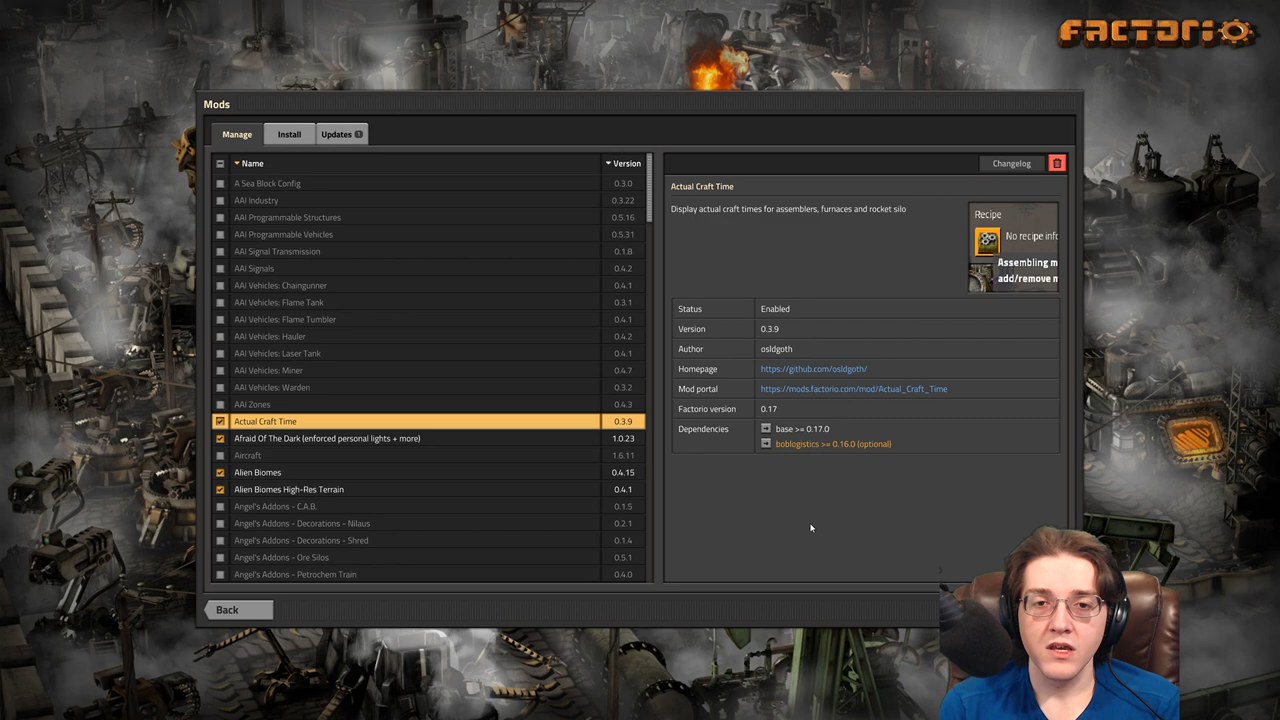 FACTORIO
Mods
Manage
Install
Updates
Name
Version
A Sea Block Config 0.3.0
AAI Industry 0.3.22
AAI Programmable Structures 0.5.16
AAI Programmable Vehicles 0.5.31
AAI Signal Transmission 0.1.8
AAI Signals 0.4.2
AAI Vehicles: Chaingunner 0.4.1
AAI Vehicles: Flame Tank 0.3.1
AAI Vehicles: Flame Tumbler 0.4.1
AAI Vehicles: Hauler 0.4.2
AAI Vehicles: Laser Tank 0.4.1
AAI Vehicles: Miner 0.4.7
AAI Vehicles: Warden 0.3.2
AAI Zones 0.4.3
Actual Craft Time 0.3.9
Afraid Of The Dark (enforced personal lights + more) 1.0.23
Aircraft 1.6.11
Alien Biomes 0.4.15
Alien Biomes High-Res Terrain 0.4.1
Angel's Addons - C.A.B. 0.1.5
Angel's Addons - Decorations - Nilaus 0.2.1
Angel's Addons - Decorations - Shred 0.1.4
Angel's Addons - Ore Silos 0.5.1
Angel's Addons - Petrochem Train 0.4.0
Changelog
Actual Craft Time
Display actual craft times for assemblers, furnaces and rocket silo
Recipe
No recipe info
Assembling m
add/remove m
Status Enabled
Version 0.3.9
Author osldgoth
Homepage https://github.com/osldgoth/
Mod portal https://mods.factorio.com/mod/Actual_Craft_Time
Factorio version 0.17
Dependencies base >= 0.17.0
boblogistics >= 0.16.0 (optional)
Back